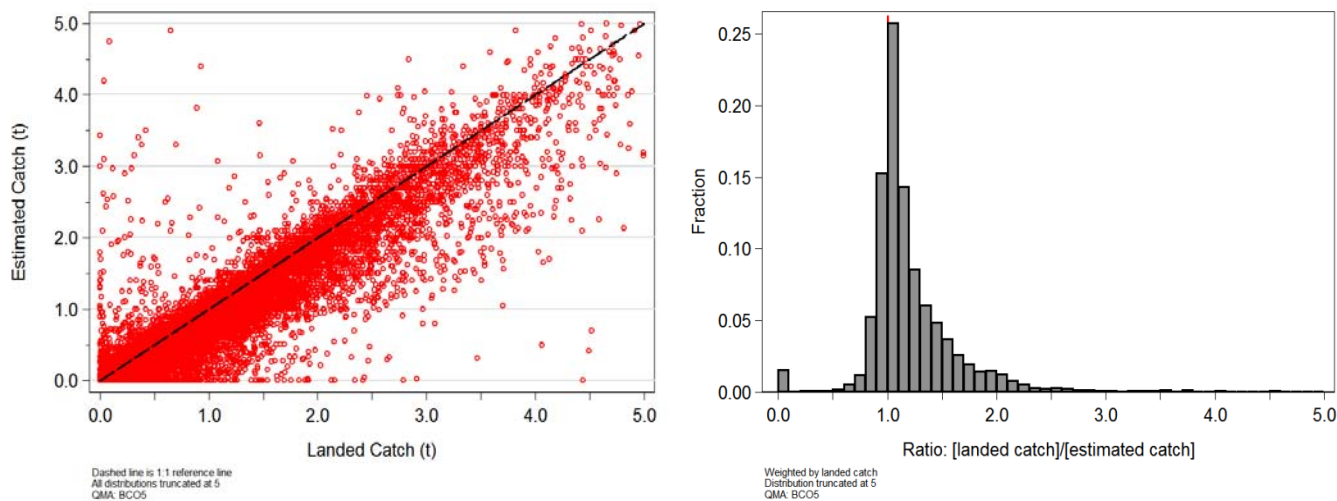 5.0
4.0
3.0
2.0
1.0
0.0
Estimated Catch (t)
0.0 1.0 2.0 3.0 4.0 5.0
Landed Catch (t)
Dashed line is 1:1 reference line
All distributions truncated at 5
QMA: BCO5
0.25
0.20
0.15
0.10
0.05
0.00
Fraction
0.0 1.0 2.0 3.0 4.0 5.0
Ratio: [landed catch]/[estimated catch]
Weighted by landed catch
Distribution truncated at 5
QMA: BCO5